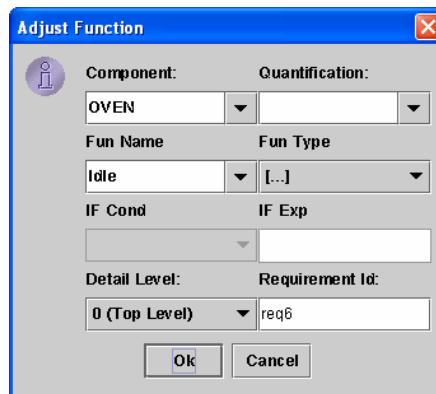 Adjust Function
Component: Quantification:
OVEN
Fun Name Fun Type
Idle [...]
IF Cond IF Exp
Detail Level: Requirement Id:
0 (Top Level) req6
Ok Cancel